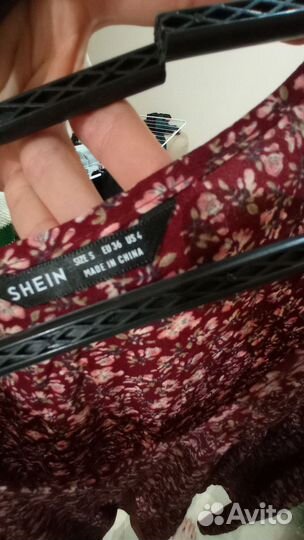 SHEIN
SIZE S EU 36 US 4
MADE IN CHINA
Avito